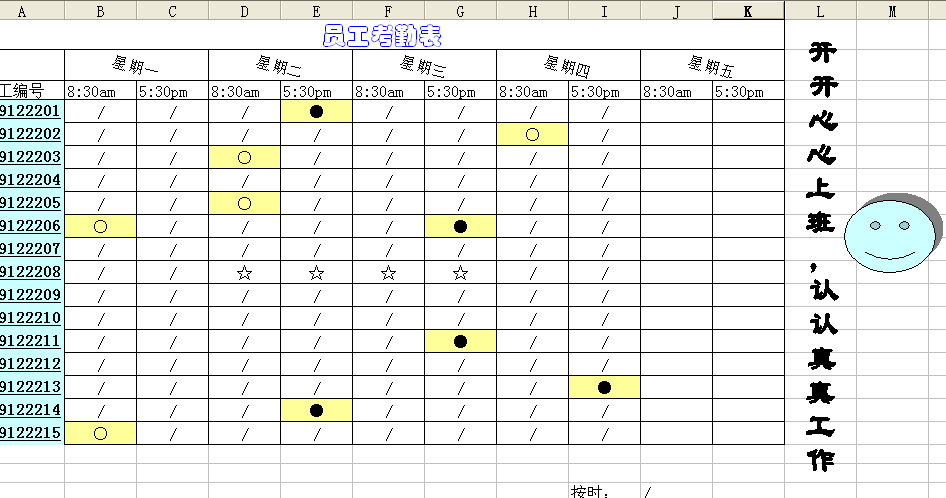 A B C D E F G H I J K L M
员工考勤表
星期一 星期二 星期三 星期四 星期五
工编号 8:30am 5:30pm 8:30am 5:30pm 8:30am 5:30pm 8:30am 5:30pm 8:30am 5:30pm
9122201 / / / ● / / / /
9122202 / / / / / / ○ /
9122203 / / ○ / / / / /
9122204 / / / / / / / /
9122205 / / ○ / / / / /
9122206 ○ / / / / ● / /
9122207 / / / / / / / /
9122208 / / ☆ ☆ ☆ ☆ / /
9122209 / / / / / / / /
9122210 / / / / / / / /
9122211 / / / / / ● / /
9122212 / / / / / / / /
9122213 / / / / / / / ●
9122214 / / / ● / / / /
9122215 ○ / / / / / / /
按时: /
开开心心上班,认认真真工作